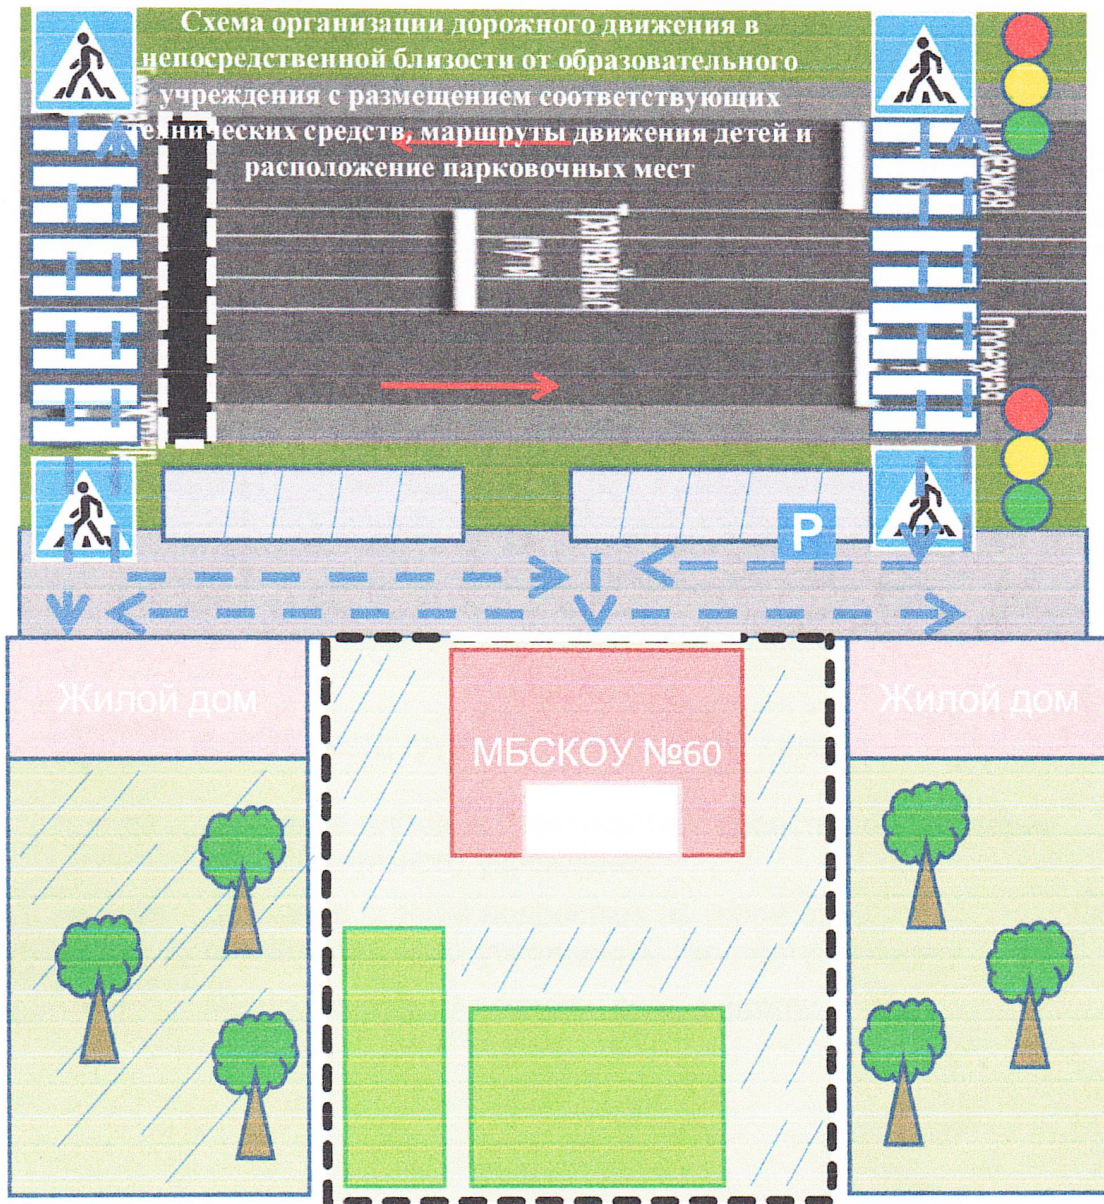 Схема организации дорожного движения в
непосредственной близости от образовательного
учреждения с размещением соответствующих
технических средств, маршруты движения детей и
расположение парковочных мест
пути
P
Жилой дом
МБСКОУ №60
Жилой дом